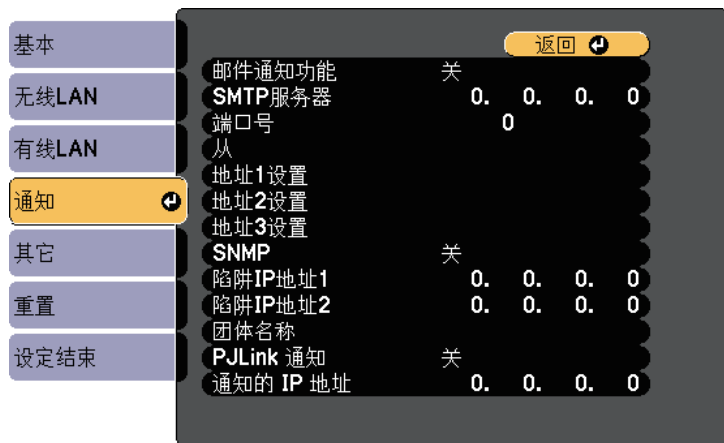 基本
无线LAN
有线LAN
通知
其它
重置
设定结束
返回
邮件通知功能 关
SMTP服务器 0. 0. 0. 0
端口号 0
从
地址1设置
地址2设置
地址3设置
SNMP 关
陷阱IP地址1 0. 0. 0. 0
陷阱IP地址2 0. 0. 0. 0
团体名称
PJLink 通知 关
通知的 IP 地址 0. 0. 0. 0